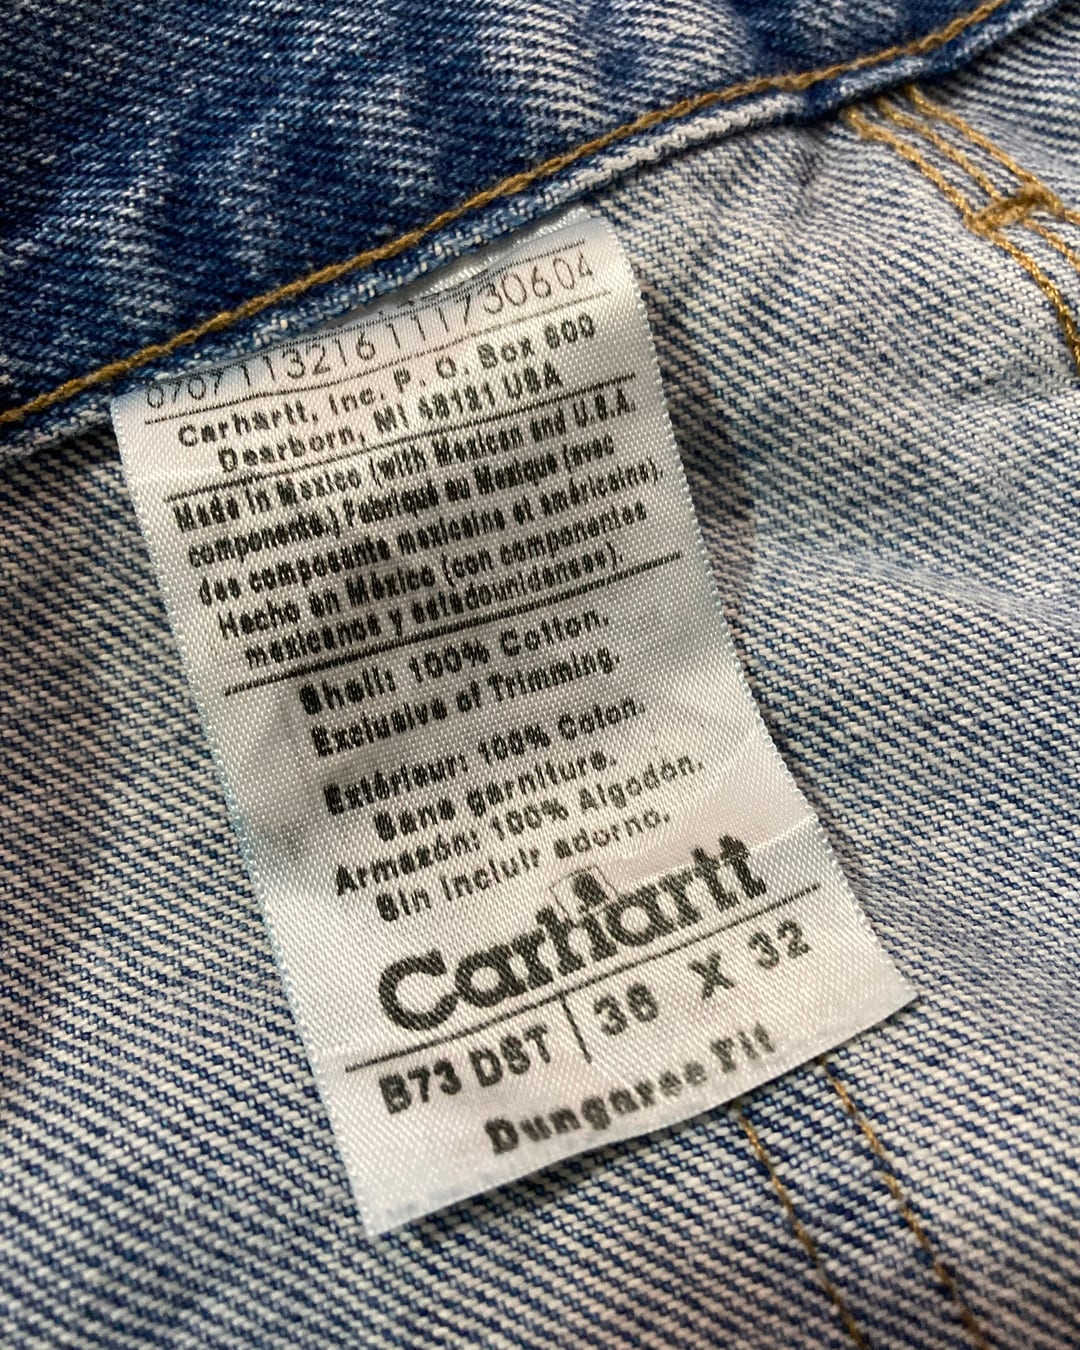 0707113216111730604
Carhartt, Inc. P. O. Box 600
Dearborn, MI 48121 USA
Made in Mexico (with Mexican and U.S.A.
components.) Fabriqué au Mexique (avec
des composants mexicains et américains)
Hecho en México (con componentes
mexicanos y estadounidenses).
Shell: 100% Cotton.
Exclusive of Trimming.
Extérieur: 100% Coton.
Sans garniture.
Armazón: 100% Algodon.
Sin incluir adorno.
Carhartt
B73 DST | 36 X 32
Dungaree Fit